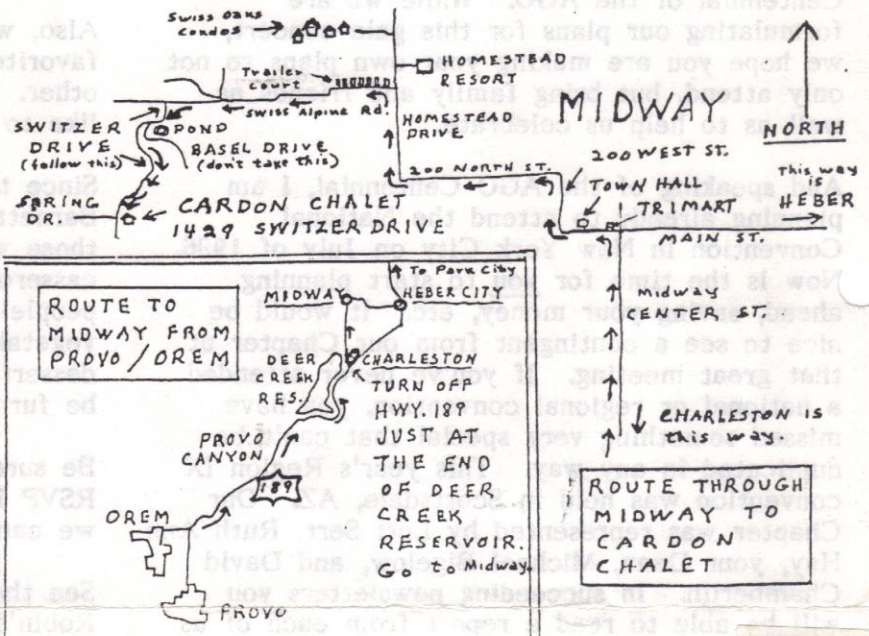 Swiss Oaks
Condos
Trailer
Court
HOMESTEAD
RESORT
MIDWAY
NORTH
This way
is
HEBER
Swiss Alpine Rd.
HOMESTEAD
DRIVE
SWITZER
DRIVE
(follow this)
POND
BASEL DRIVE
(don't take this)
200 NORTH ST.
200 WEST ST.
TOWN HALL
TR. MART
MAIN ST.
SPRING
DR.
CARDON CHALET
1429 SWITZER DRIVE
ROUTE TO
MIDWAY FROM
PROVO / OREM
To Park City
MIDWAY
HEBER CITY
DEER
CREEK
RES.
CHARLESTON
TURN OFF
HWY. 189
JUST AT
THE END
OF DEER
CREEK
RESERVOIR.
Go to Midway.
PROVO
CANYON
189
OREM
PROVO
Midway
CENTER ST.
CHARLESTON IS
THIS WAY
ROUTE THROUGH
MIDWAY TO
CARDON
CHALET